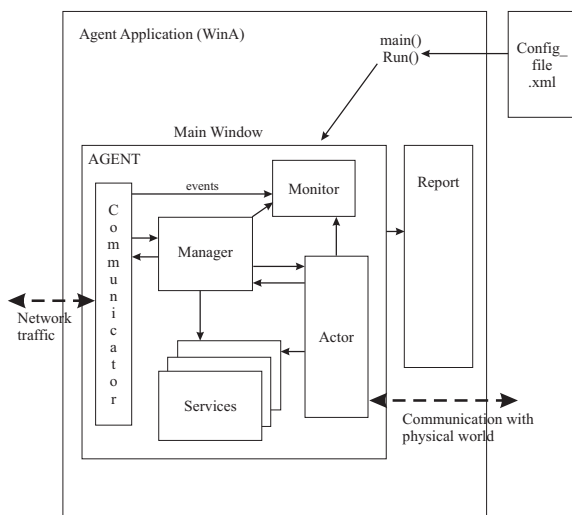 Agent Application (WinA)
main()
Run()
Config_
file
.xml
Main Window
AGENT
events
Monitor
Report
Communicator
Manager
Network
traffic
Actor
Services
Communication with
physical world